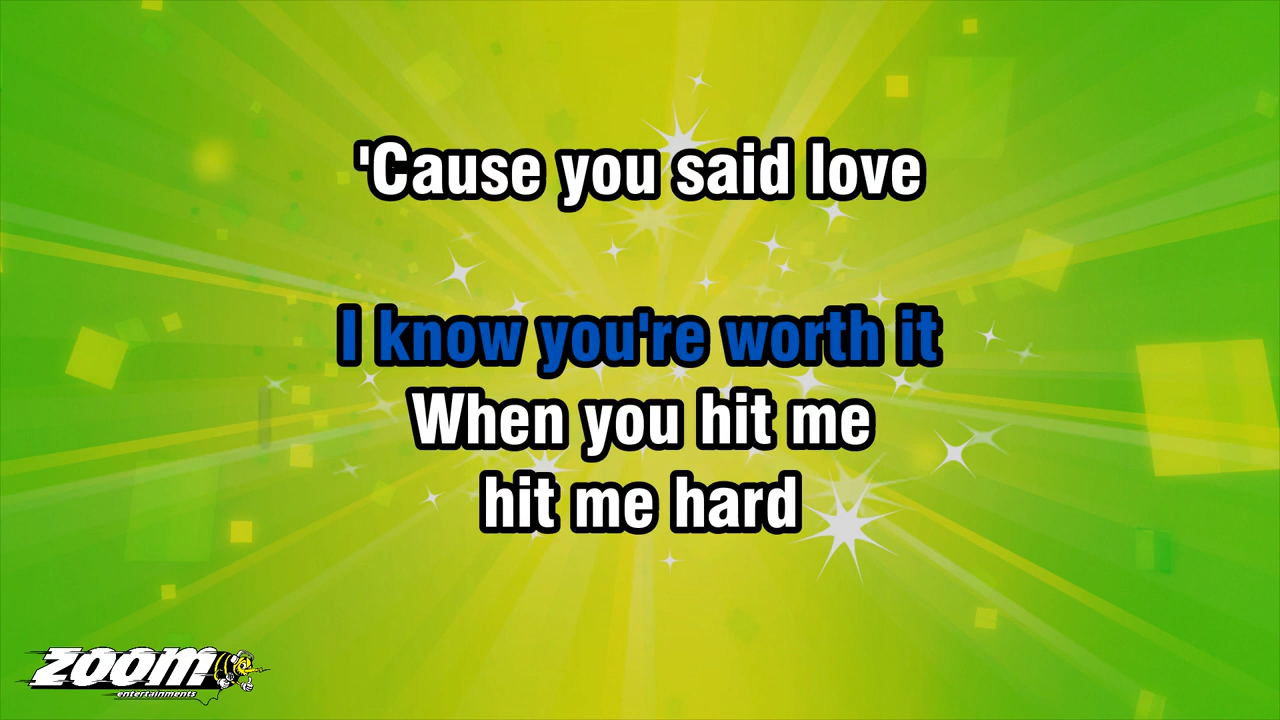 'Cause you said love
I know you're worth it
When you hit me
hit me hard
zoom
entertainments